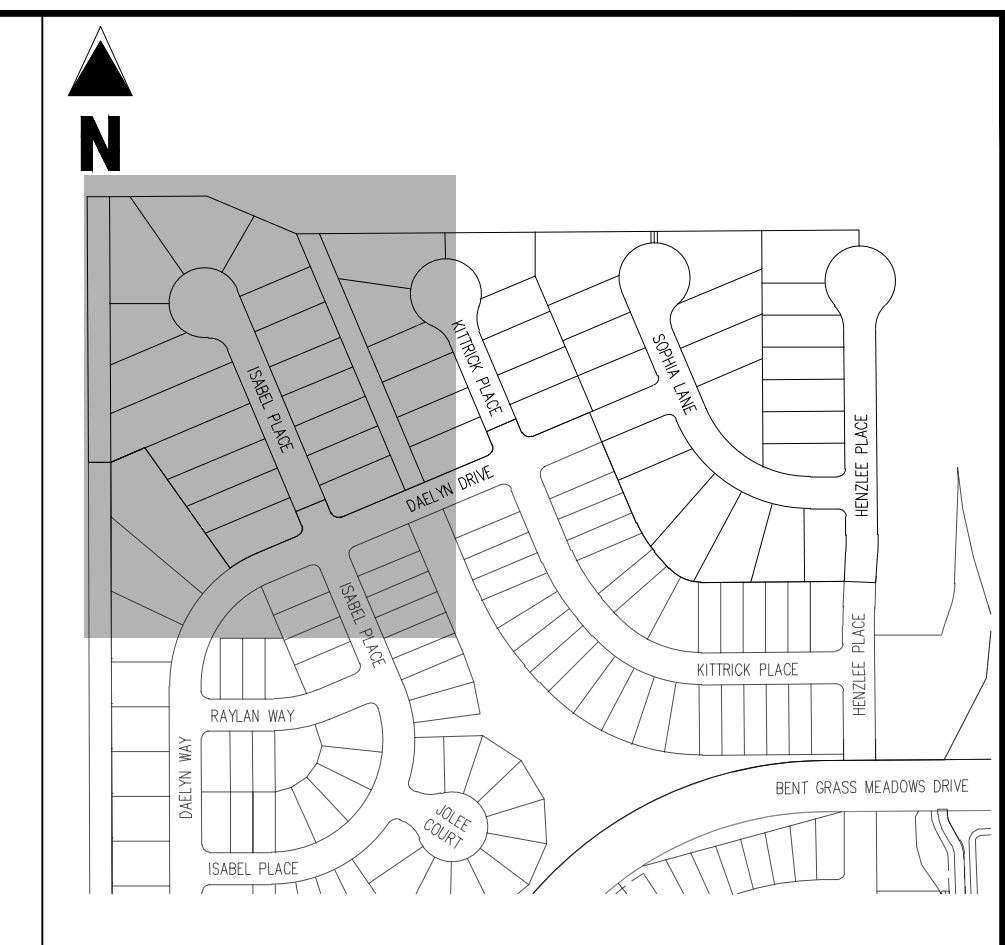 N
KITTRICK PLACE
SOPHIA LANE
ISABEL PLACE
HENZLEE PLACE
DAELYN DRIVE
ISABEL PLACE
HENZLEE PLACE
KITTRICK PLACE
RAYLAN WAY
DAELYN WAY
BENT GRASS MEADOWS DRIVE
JOLEE
COURT
ISABEL PLACE